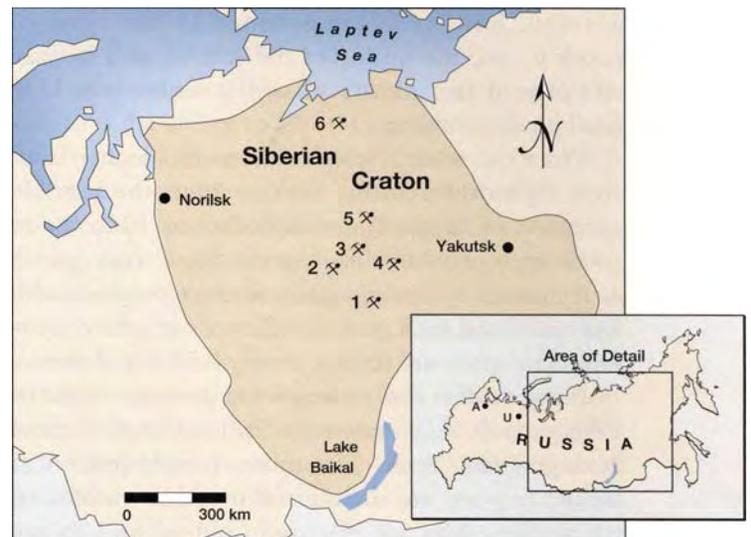 Laptev
Sea
6
Siberian
Craton
N
Norilsk
5
3
Yakutsk
2
4
1
Area of Detail
A
U
RUSSIA
Lake
Baikal
0 300 km